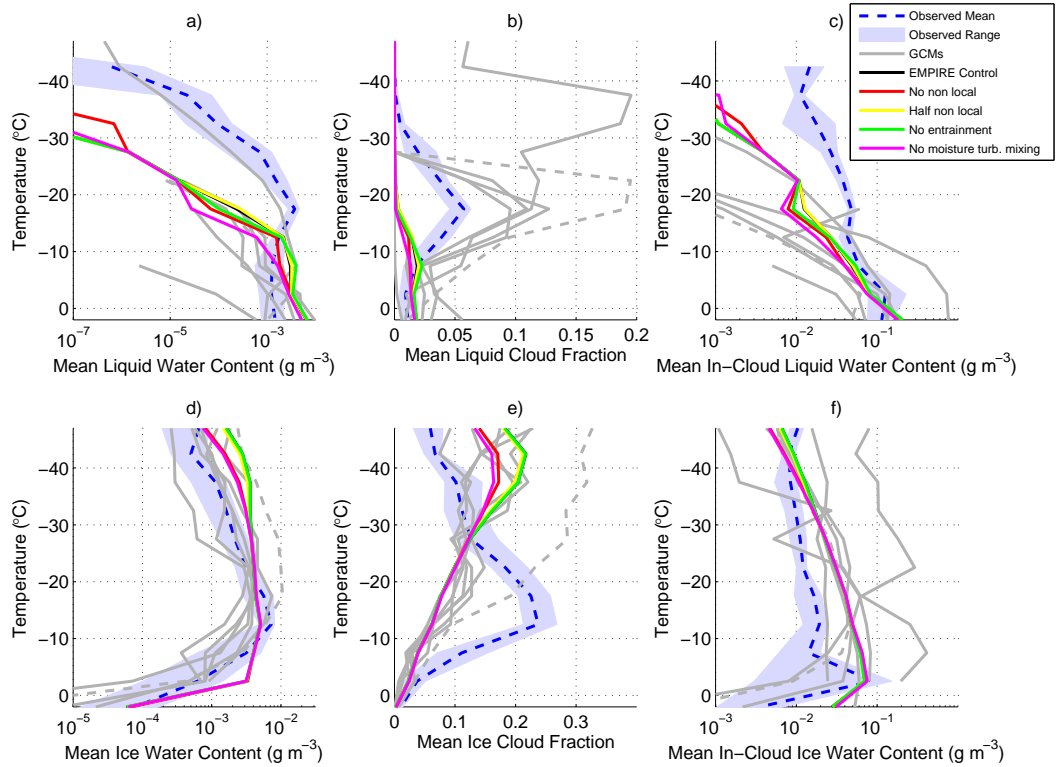 a)
b)
c)
Observed Mean
Observed Range
GCMs
EMPIRE Control
No non local
Half non local
No entrainment
No moisture turb. mixing
Temperature (°C)
−40
−30
−20
−10
0
10⁻⁷ 10⁻⁵ 10⁻³
Mean Liquid Water Content (g m⁻³)
Temperature (°C)
−40
−30
−20
−10
0
0 0.05 0.1 0.15 0.2
Mean Liquid Cloud Fraction
Temperature (°C)
−40
−30
−20
−10
0
10⁻³ 10⁻² 10⁻¹
Mean In−Cloud Liquid Water Content (g m⁻³)
d)
e)
f)
Temperature (°C)
−40
−30
−20
−10
0
10⁻⁵ 10⁻⁴ 10⁻³ 10⁻²
Mean Ice Water Content (g m⁻³)
Temperature (°C)
−40
−30
−20
−10
0
0 0.1 0.2 0.3
Mean Ice Cloud Fraction
Temperature (°C)
−40
−30
−20
−10
0
10⁻³ 10⁻² 10⁻¹
Mean In−Cloud Ice Water Content (g m⁻³)